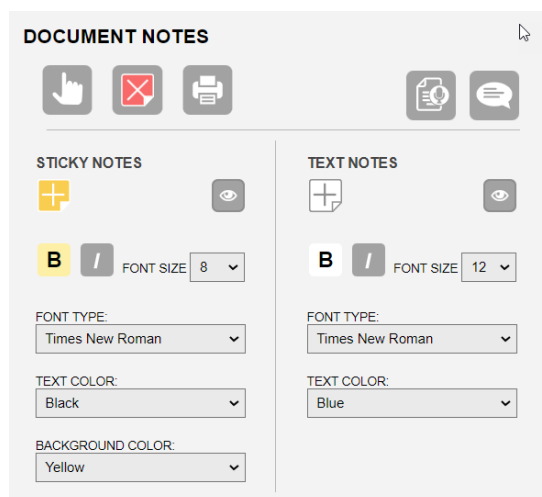 DOCUMENT NOTES
STICKY NOTES
B I FONT SIZE 8
FONT TYPE:
Times New Roman
TEXT COLOR:
Black
BACKGROUND COLOR:
Yellow
TEXT NOTES
B I FONT SIZE 12
FONT TYPE:
Times New Roman
TEXT COLOR:
Blue